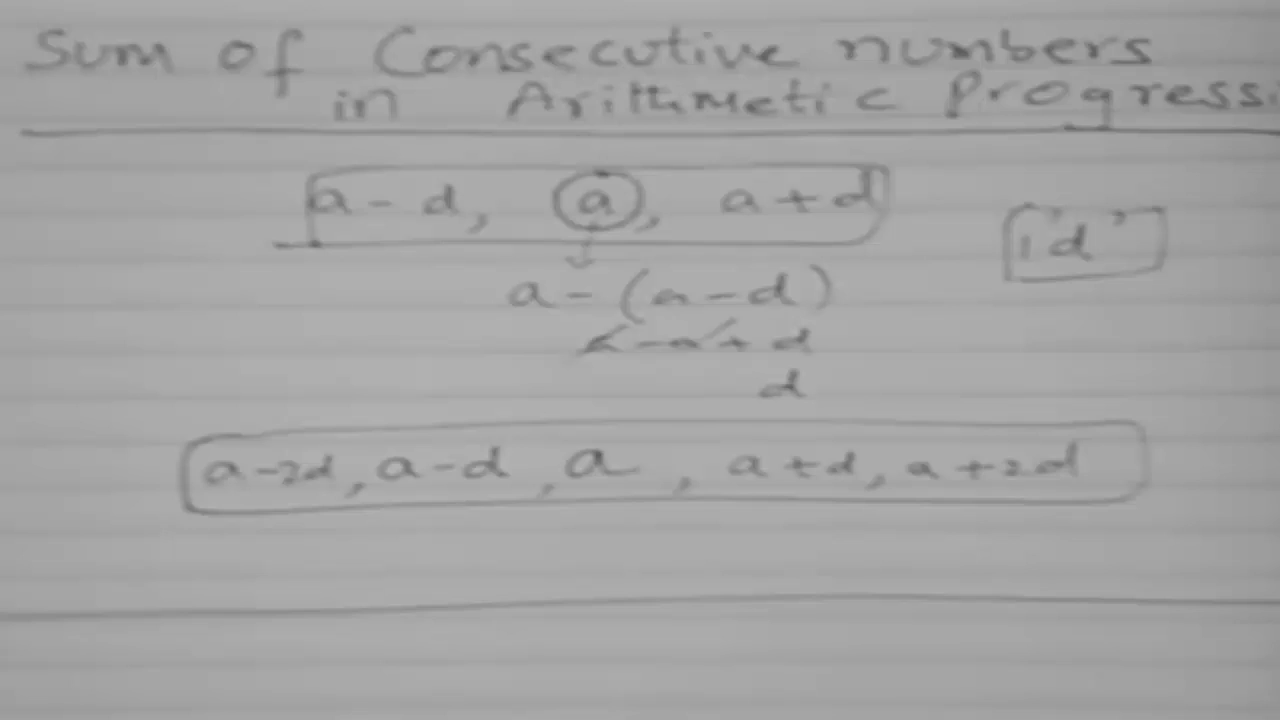 Sum of Consecutive numbers
in Arithmetic Progressi
a - d, a, a + d
'd'
a - (a - d)
a - a + d
d
a - 2d, a - d, a, a + d, a + 2d